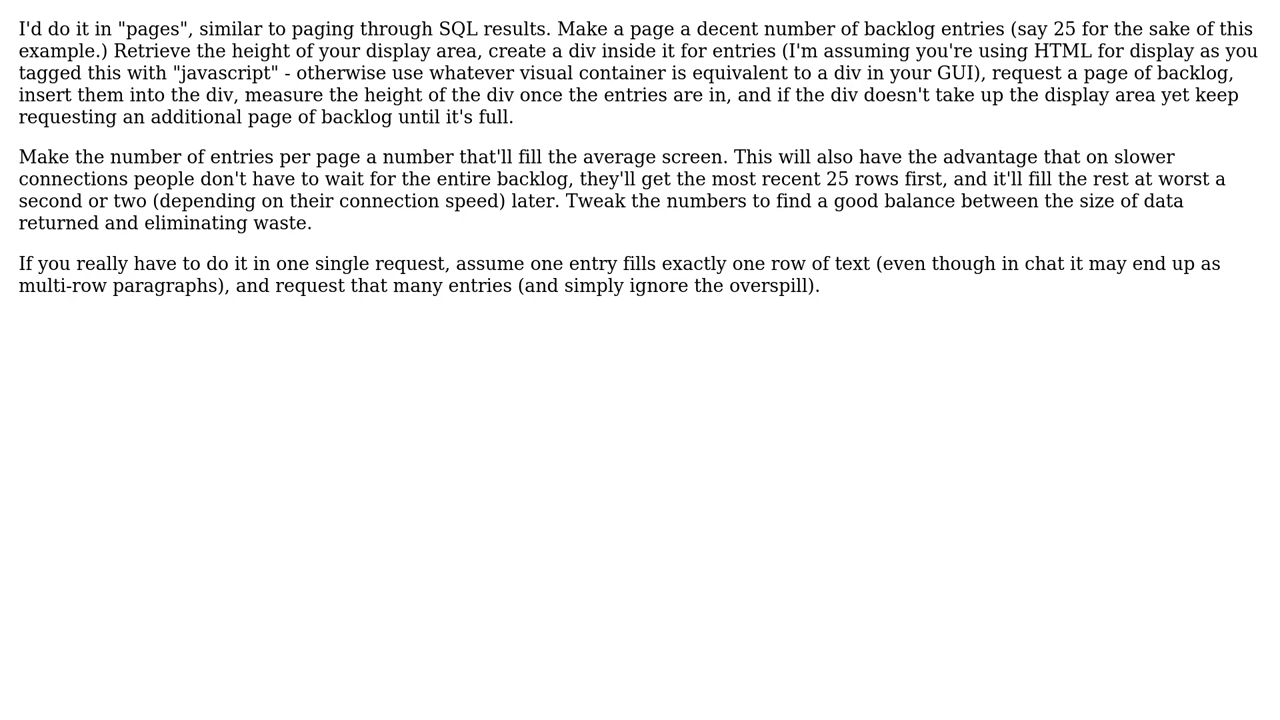 I'd do it in "pages", similar to paging through SQL results. Make a page a decent number of backlog entries (say 25 for the sake of this
example.) Retrieve the height of your display area, create a div inside it for entries (I'm assuming you're using HTML for display as you
tagged this with "javascript" - otherwise use whatever visual container is equivalent to a div in your GUI), request a page of backlog,
insert them into the div, measure the height of the div once the entries are in, and if the div doesn't take up the display area yet keep
requesting an additional page of backlog until it's full.
Make the number of entries per page a number that'll fill the average screen. This will also have the advantage that on slower
connections people don't have to wait for the entire backlog, they'll get the most recent 25 rows first, and it'll fill the rest at worst a
second or two (depending on their connection speed) later. Tweak the numbers to find a good balance between the size of data
returned and eliminating waste.
If you really have to do it in one single request, assume one entry fills exactly one row of text (even though in chat it may end up as
multi-row paragraphs), and request that many entries (and simply ignore the overspill).